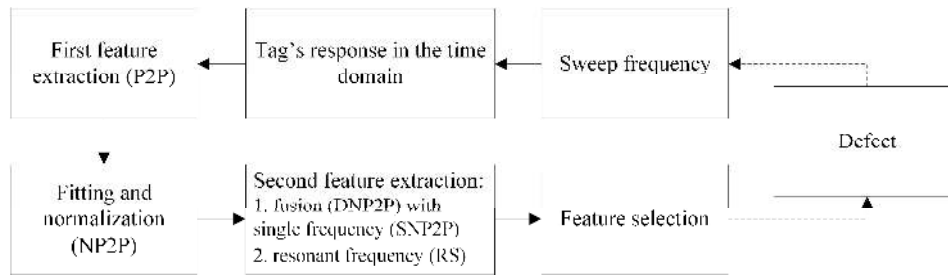 First feature
extraction (P2P)
Tag's response in the time
domain
Sweep frequency
Defect
Fitting and
normalization
(NP2P)
Second feature extraction:
1. fusion (DNP2P) with
single frequency (SNP2P)
2. resonant frequency (RS)
Feature selection